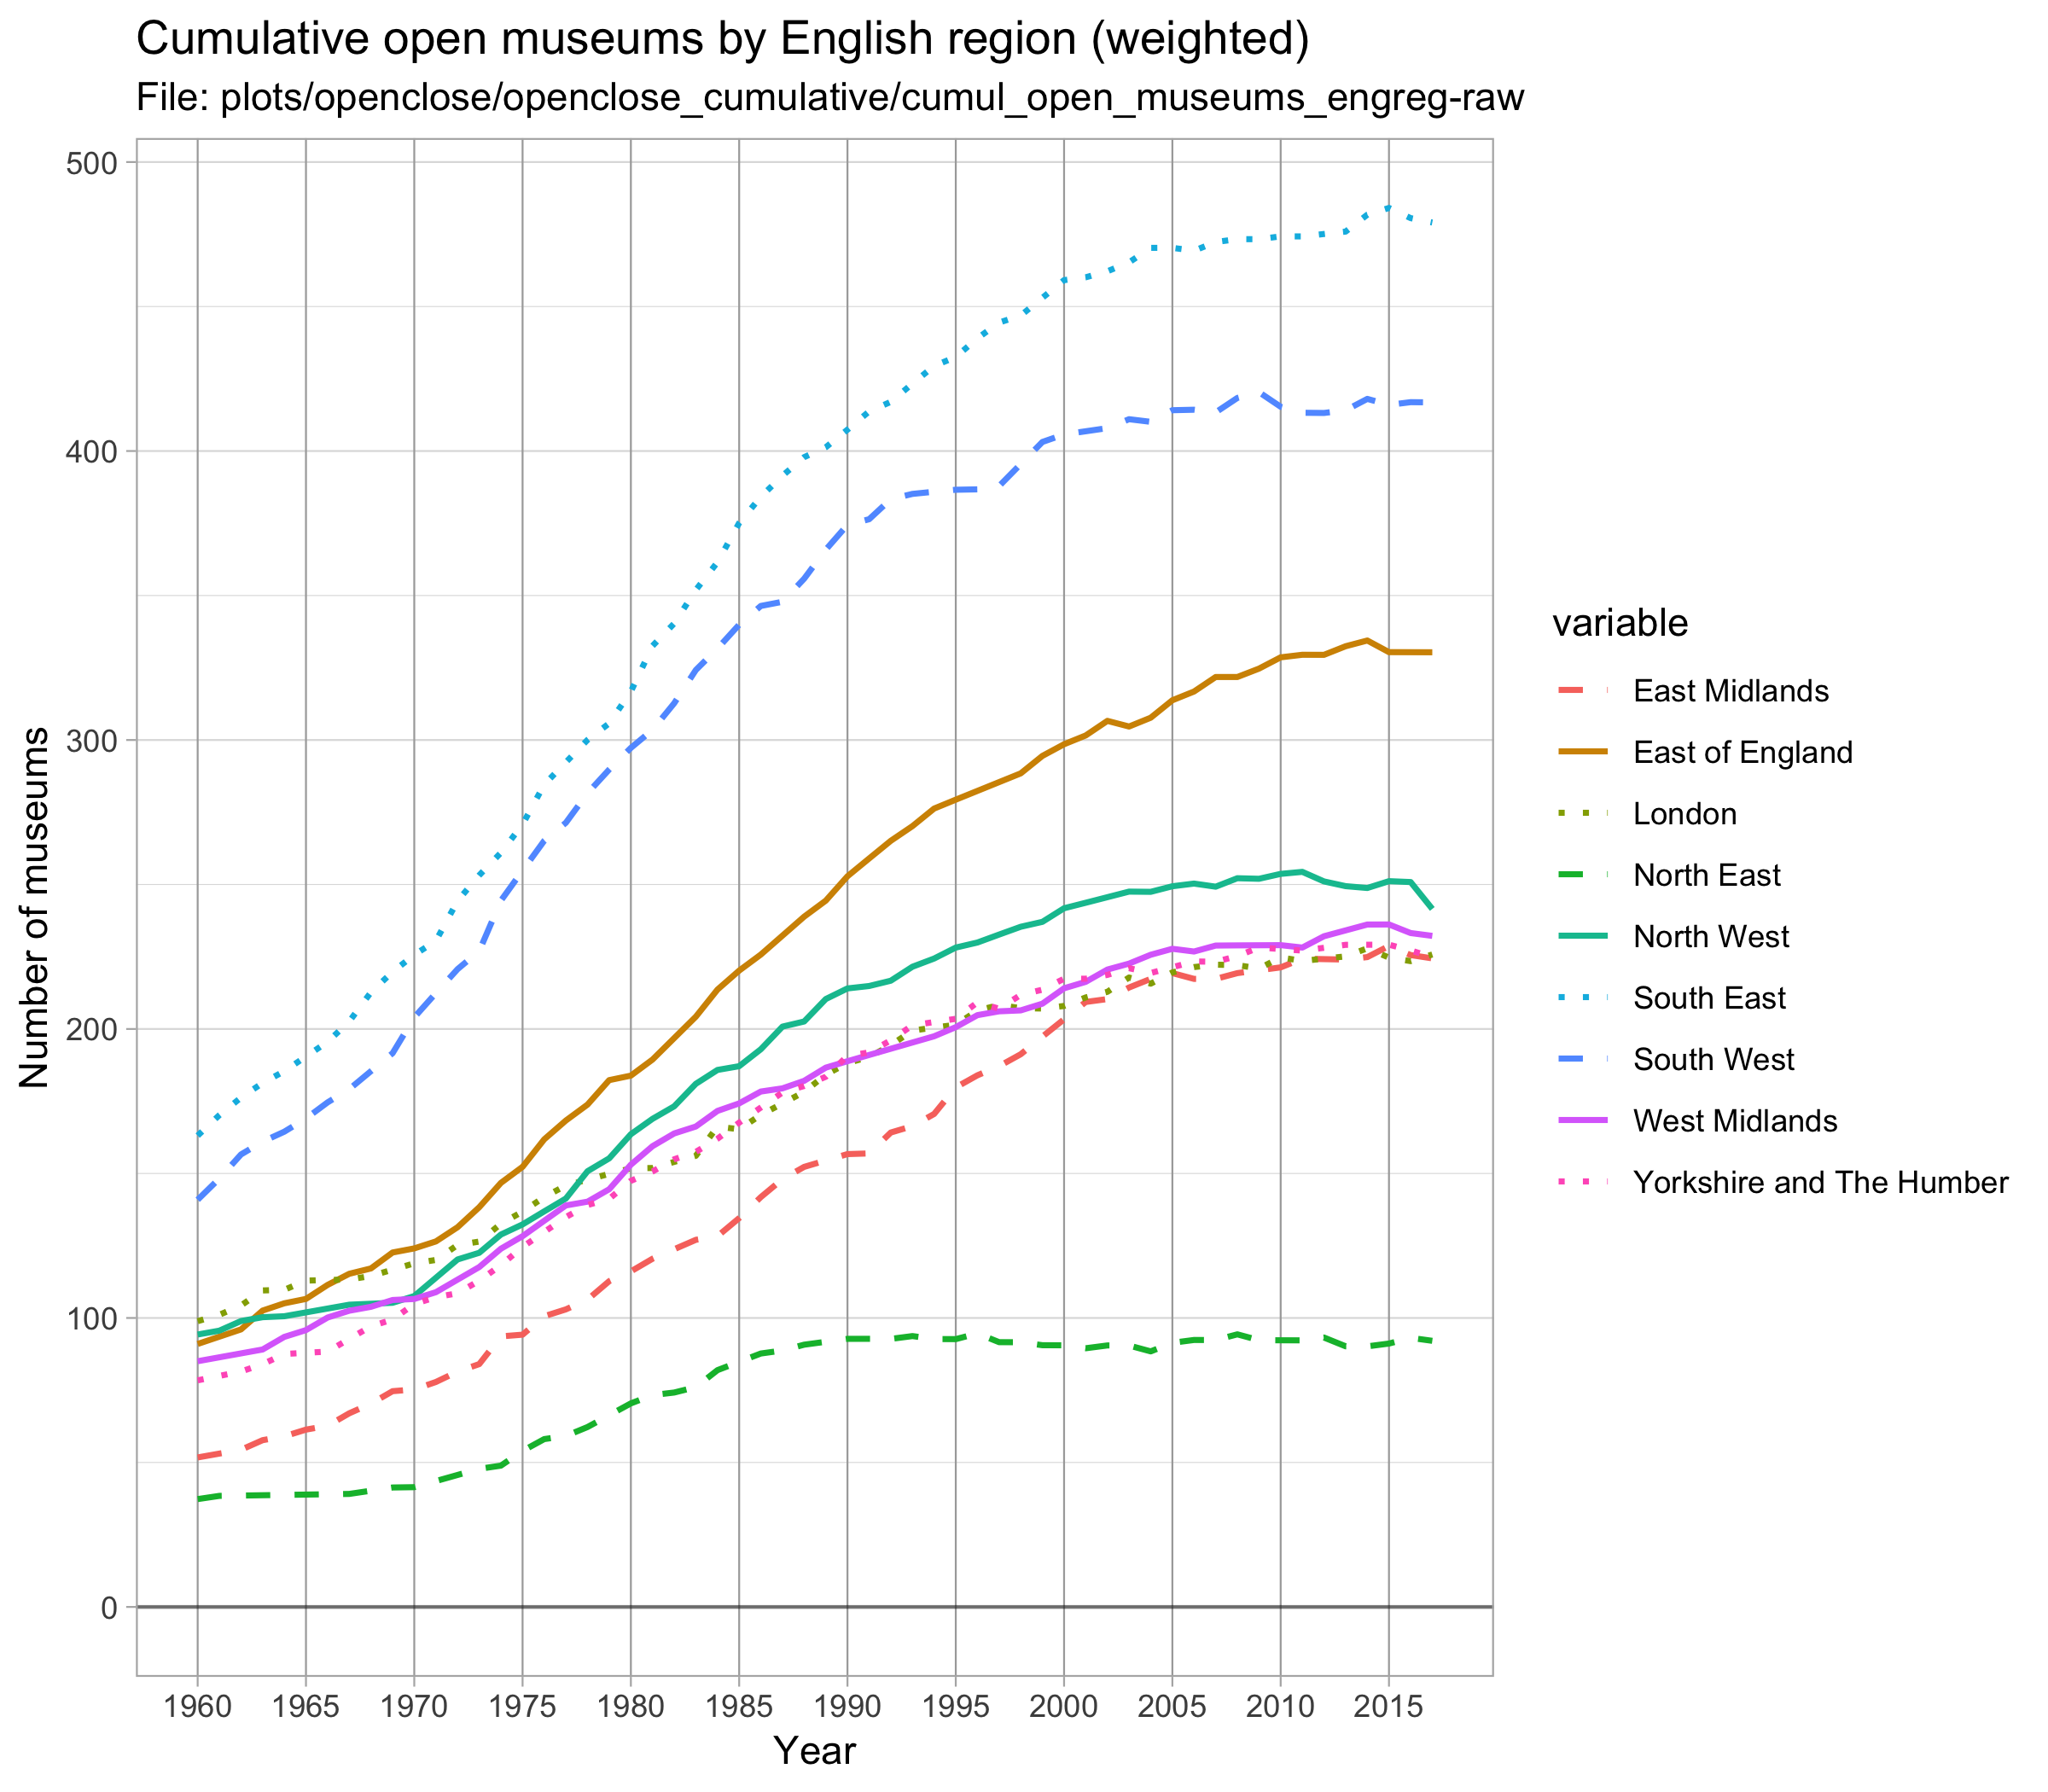 Cumulative open museums by English region (weighted)
File: plots/openclose/openclose_cumulative/cumul_open_museums_engreg-raw
500
400
300
200
100
0
Number of museums
1960 1965 1970 1975 1980 1985 1990 1995 2000 2005 2010 2015
Year
variable
East Midlands
East of England
London
North East
North West
South East
South West
West Midlands
Yorkshire and The Humber